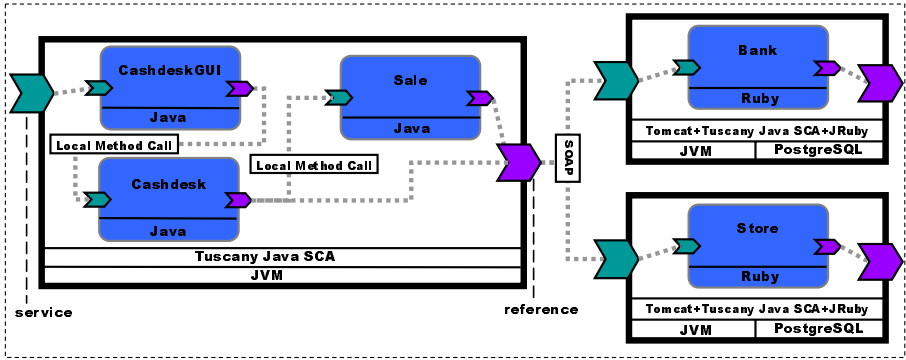 CashdeskGUI
Java
Sale
Java
Local Method Call
Local Method Call
Cashdesk
Java
Tuscany Java SCA
JVM
service
reference
SOAP
Bank
Ruby
Tomcat+Tuscany Java SCA+JRuby
JVM
PostgreSQL
Store
Ruby
Tomcat+Tuscany Java SCA+JRuby
JVM
PostgreSQL